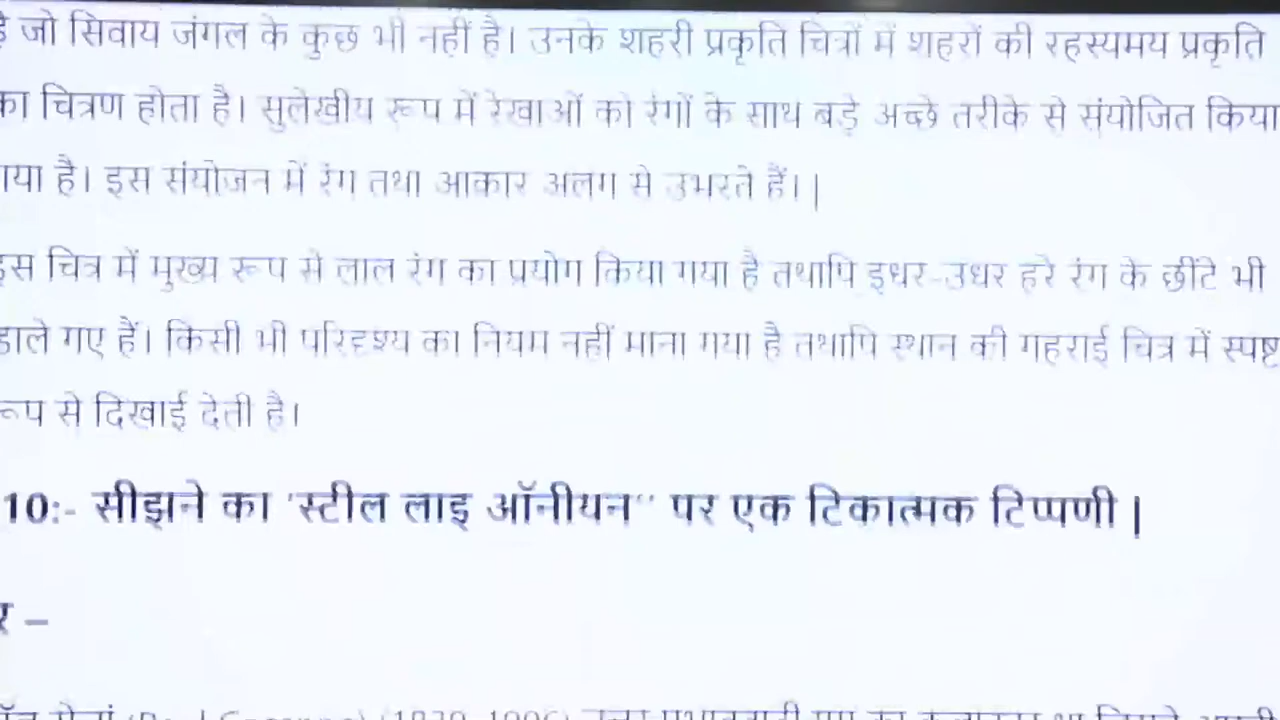 है जो सिवाय जंगल के कुछ भी नहीं है। उनके शहरी प्रकृति चित्रों में शहरों की रहस्यमय प्रकृति
का चित्रण होता है। सुलेखीय रूप में रेखाओं को रंगों के साथ बड़े अच्छे तरीके से संयोजित किया
गया है। इस संयोजन में रंग तथा आकार अलग से उभरते हैं।|
इस चित्र में मुख्य रूप से लाल रंग का प्रयोग किया गया है तथापि इधर-उधर हरे रंग के छींटे भी
डाले गए हैं। किसी भी परिदृश्य का नियम नहीं माना गया है तथापि स्थान की गहराई चित्र में स्पष्ट
रूप से दिखाई देती है।
10:- सीझने का 'स्टील लाइ ऑनीयन'' पर एक टिकात्मक टिप्पणी |
र –